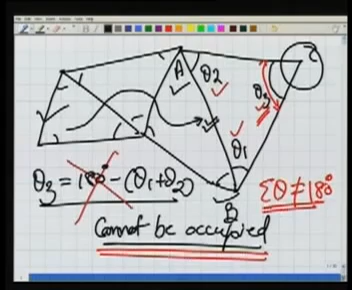 A
θ2
C
θ3
θ1
θ3 = 180° - (θ1+θ2)
B
Σθ ≠ 180°
Cannot be occupied